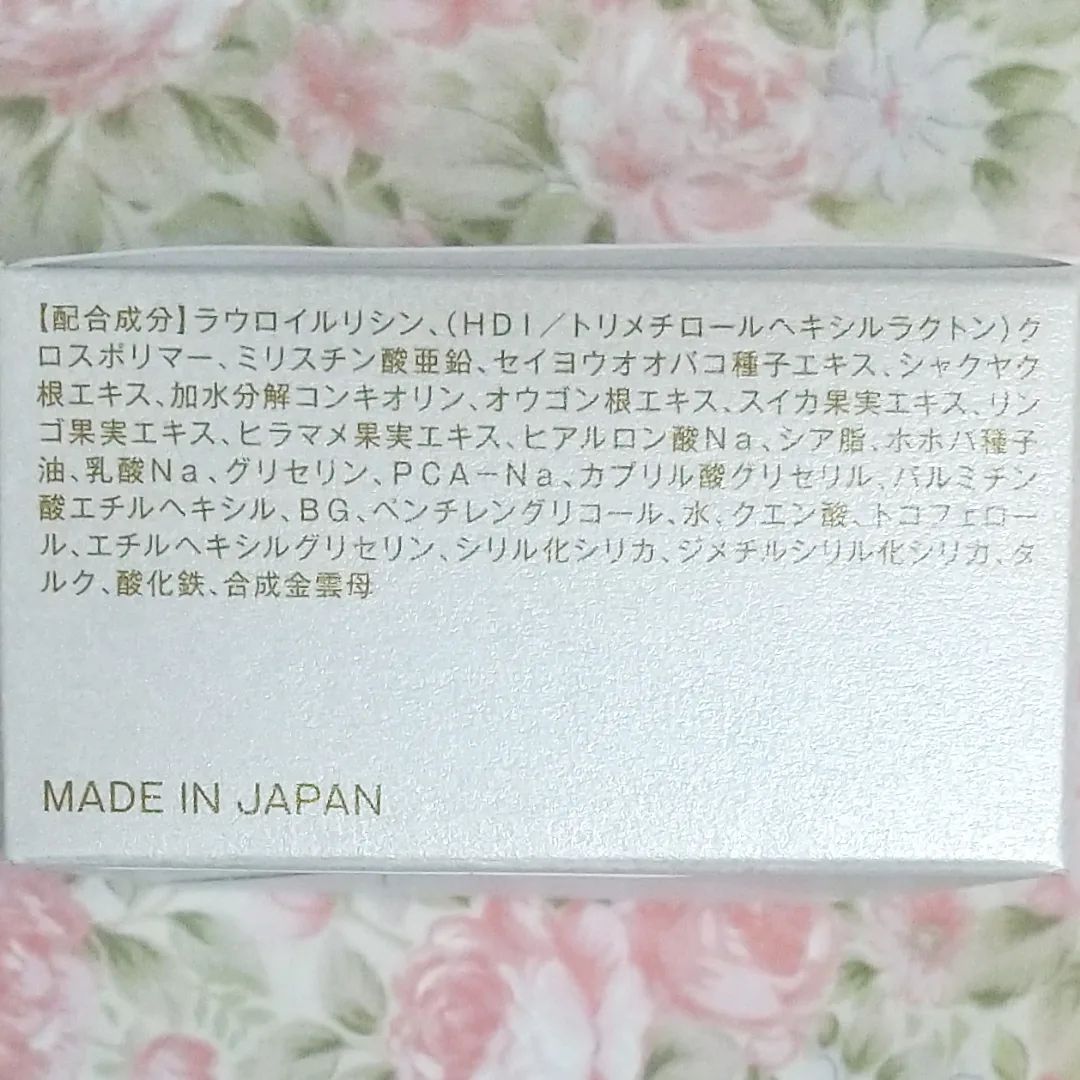 【配合成分】ラウロイルリシン、(HDI／トリメチロールヘキシルラクトン)ク
ロスポリマー、ミリスチン酸亜鉛、セイヨウオオバコ種子エキス、シャクヤク
根エキス、加水分解コンキオリン、オウゴン根エキス、スイカ果実エキス、リン
ゴ果実エキス、ヒラマメ果実エキス、ヒアルロン酸Na、シア脂、ホホバ種子
油、乳酸Na、グリセリン、PCA-Na、カプリル酸グリセリル、パルミチン
酸エチルヘキシル、BG、ペンチレングリコール、水、クエン酸、トコフェロー
ル、エチルヘキシルグリセリン、シリル化シリカ、ジメチルシリル化シリカ、タ
ルク、酸化鉄、合成金雲母
MADE IN JAPAN